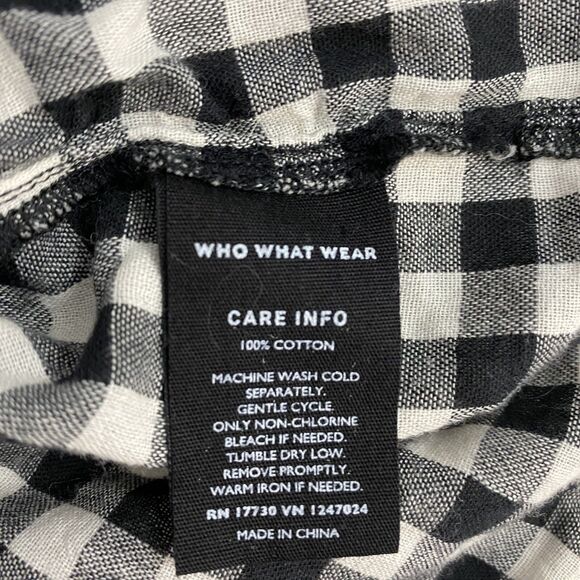 WHO WHAT WEAR
CARE INFO
100% COTTON
MACHINE WASH COLD
SEPARATELY.
GENTLE CYCLE.
ONLY NON-CHLORINE
BLEACH IF NEEDED.
TUMBLE DRY LOW.
REMOVE PROMPTLY.
WARM IRON IF NEEDED.
RN 17730 VN 1247024
MADE IN CHINA